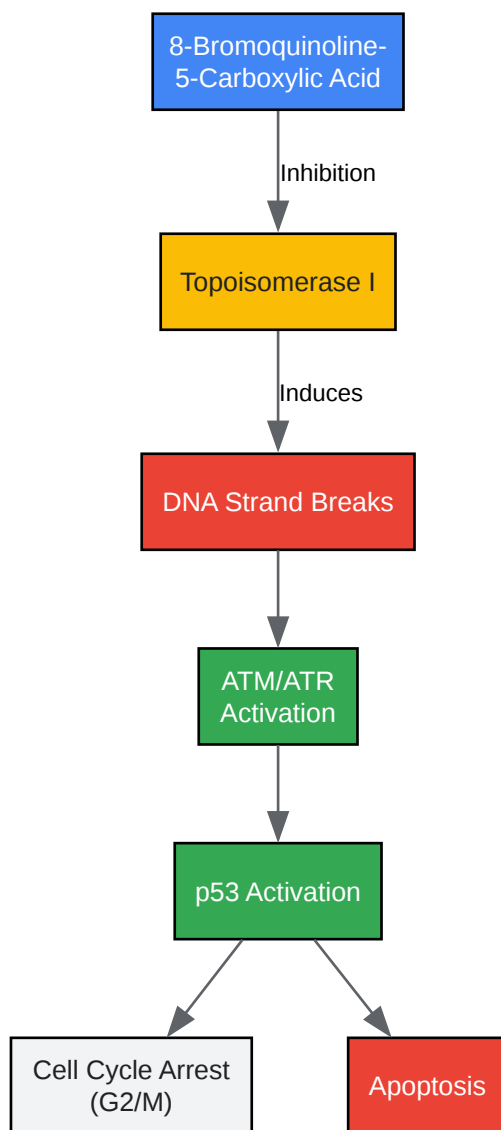 8-Bromoquinoline-
5-Carboxylic Acid
Inhibition
Topoisomerase I
Induces
DNA Strand Breaks
ATM/ATR
Activation
p53 Activation
Cell Cycle Arrest
(G2/M)
Apoptosis